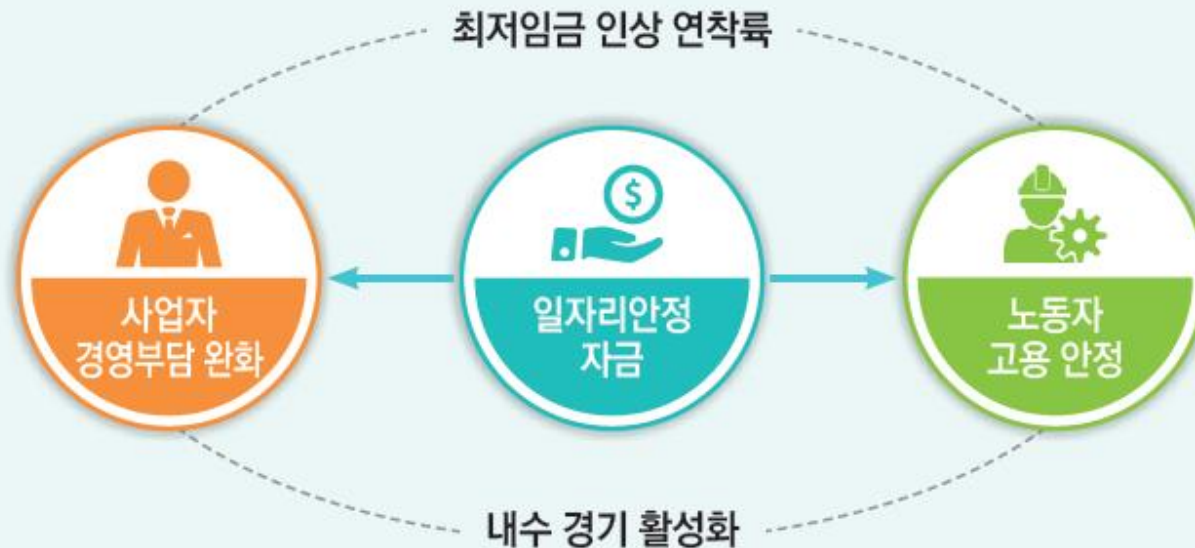 최저임금 인상 연착륙
사업자
경영부담 완화
$
일자리안정
자금
노동자
고용 안정
내수 경기 활성화